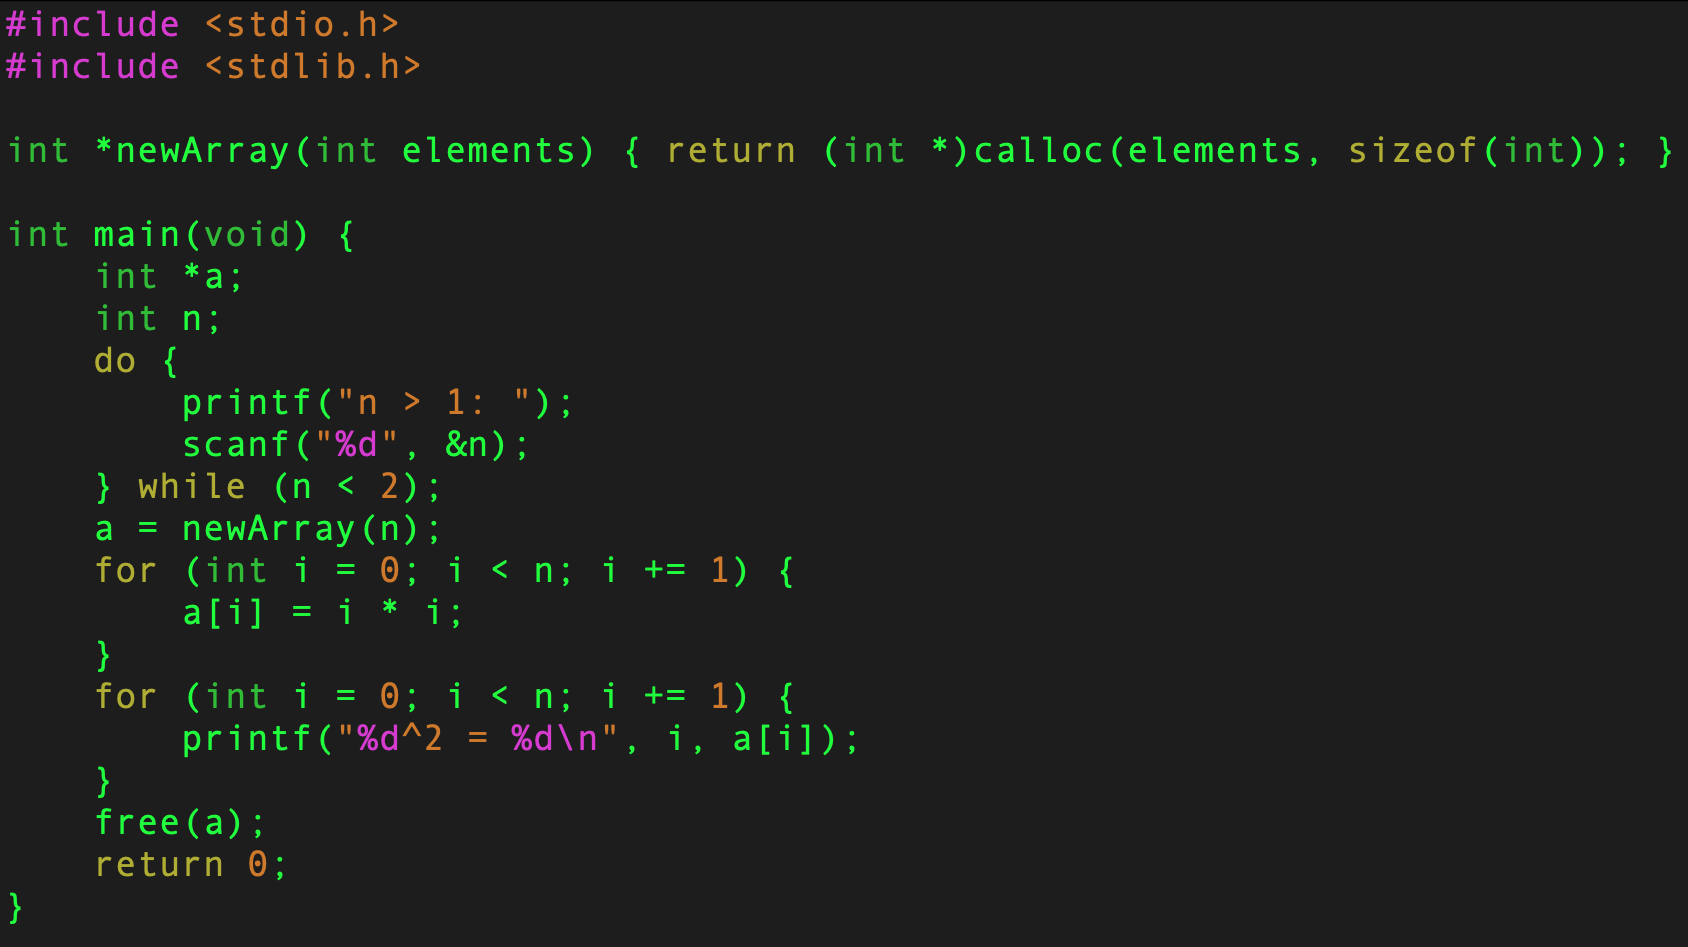 #include <stdio.h>
#include <stdlib.h>

int *newArray(int elements) { return (int *)calloc(elements, sizeof(int)); }

int main(void) {
    int *a;
    int n;
    do {
        printf("n > 1: ");
        scanf("%d", &n);
    } while (n < 2);
    a = newArray(n);
    for (int i = 0; i < n; i += 1) {
        a[i] = i * i;
    }
    for (int i = 0; i < n; i += 1) {
        printf("%d^2 = %d\n", i, a[i]);
    }
    free(a);
    return 0;
}